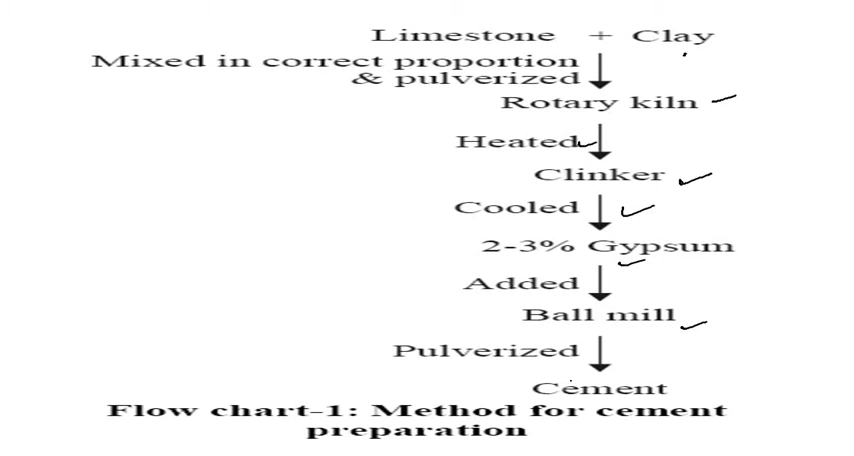 Limestone + Clay
Mixed in correct proportion
& pulverized
Rotary kiln
Heated
Clinker
Cooled
2-3% Gypsum
Added
Ball mill
Pulverized
Cement
Flow chart-1: Method for cement
preparation